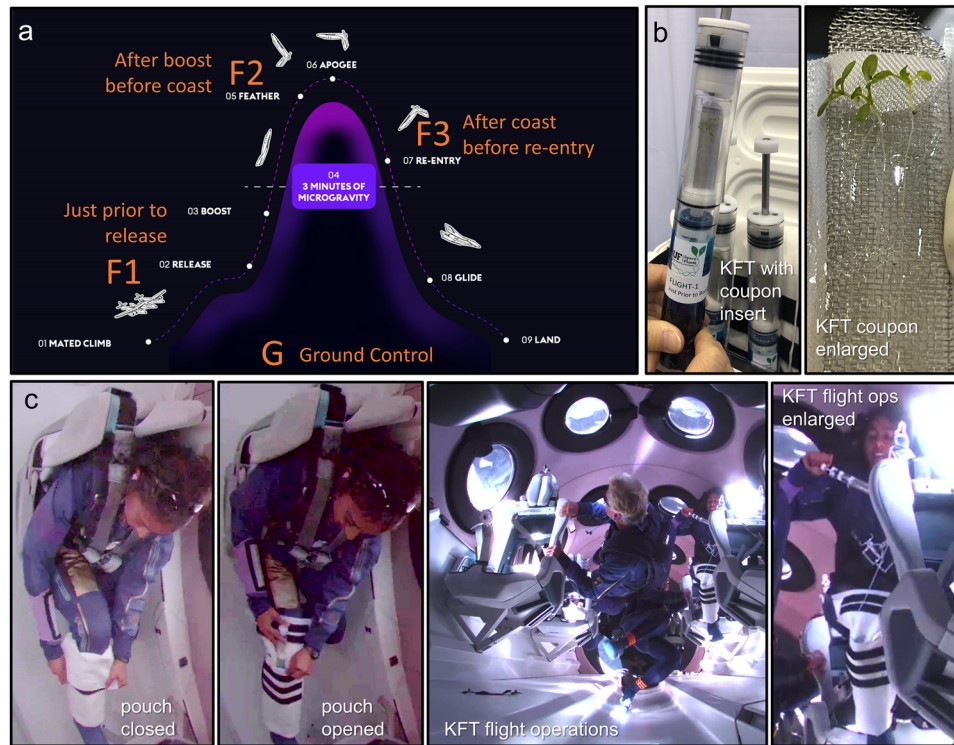 a
After boost
before coast
F2
06 APOGEE
05 FEATHER
F3
After coast
before re-entry
07 RE-ENTRY
04
3 MINUTES OF
MICROGRAVITY
Just prior to
release
03 BOOST
F1
02 RELEASE
08 GLIDE
01 MATED CLIMB
09 LAND
G Ground Control
b
UF
FLIGHT-1
KFT with
coupon
insert
KFT coupon
enlarged
c
pouch
closed
pouch
opened
KFT flight operations
KFT flight ops
enlarged